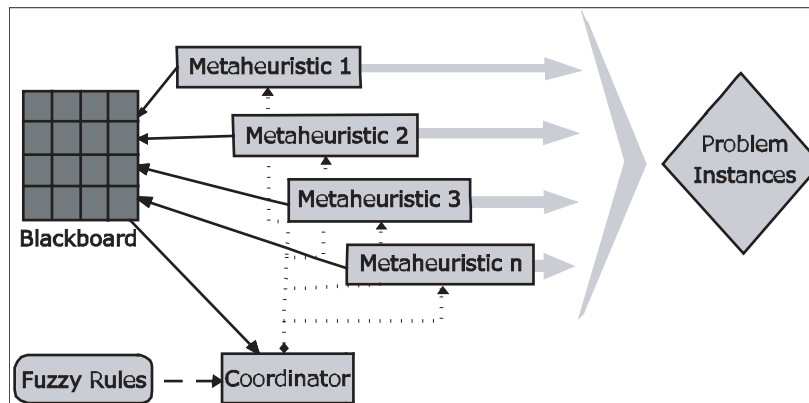 Metaheuristic 1
Metaheuristic 2
Metaheuristic 3
Metaheuristic n
Blackboard
Problem
Instances
Fuzzy Rules
Coordinator